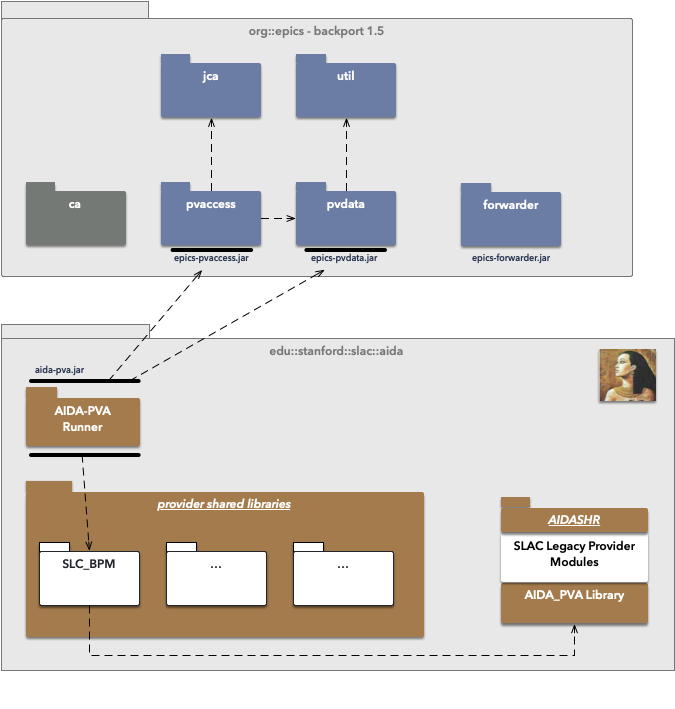 org::epics - backport 1.5
jca
util
ca
pvaccess
pvdata
forwarder
epics-pvaccess.jar
epics-pvdata.jar
epics-forwarder.jar
edu::stanford::slac::aida
aida-pva.jar
AIDA-PVA
Runner
provider shared libraries
SLC_BPM
...
...
AIDASHR
SLAC Legacy Provider
Modules
AIDA_PVA Library